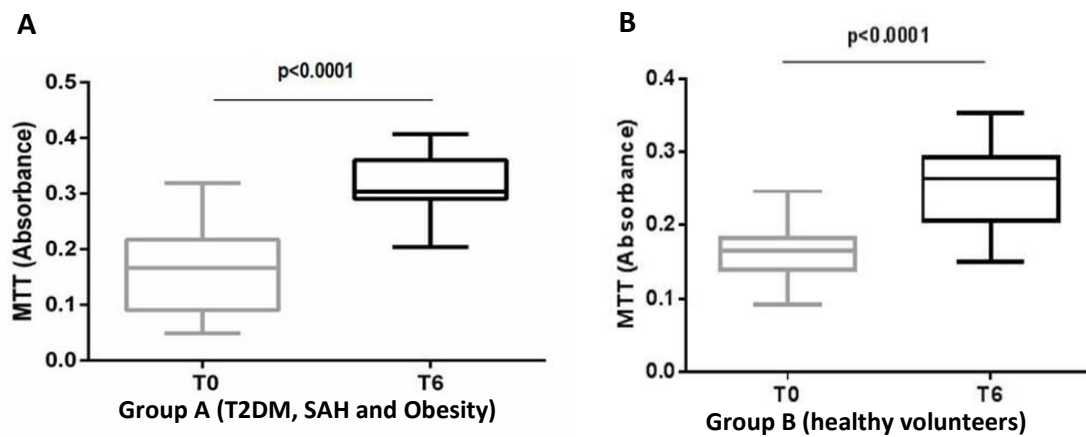 A
p<0.0001
MTT (Absorbance)
0.5
0.4
0.3
0.2
0.1
0.0
T0
T6
Group A (T2DM, SAH and Obesity)
B
p<0.0001
MTT (Absorbance)
0.4
0.3
0.2
0.1
0.0
T0
T6
Group B (healthy volunteers)